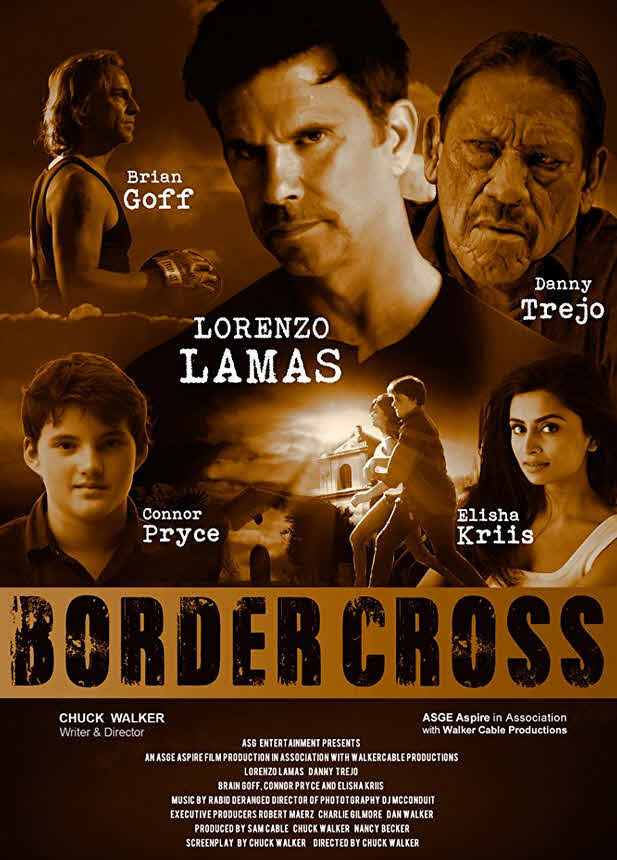 Brian
Goff
Danny
Trejo
LORENZO
LAMAS
Connor
Pryce
Elisha
Kriis
BORDER CROSS
CHUCK WALKER
Writer & Director
ASGE Aspire in Association
with Walker Cable Productions
ASG ENTERTAINMENT PRESENTS
AN ASGE ASPIRE FILM PRODUCTION IN ASSOCIATION WITH WALKERCABLE PRODUCTIONS
LORENZO LAMAS DANNY TREJO
BRAIN GOFF, CONNOR PRYCE AND ELISHA KRIIS
MUSIC BY RABID DERANGED DIRECTOR OF PHOTOTGRAPHY DJ MCCONDUIT
EXECUTIVE PRODUCERS ROBERT MAERZ CHARLIE GILMORE DAN WALKER
PRODUCED BY SAM CABLE CHUCK WALKER NANCY BECKER
SCREENPLAY BY CHUCK WALKER DIRECTED BY CHUCK WALKER